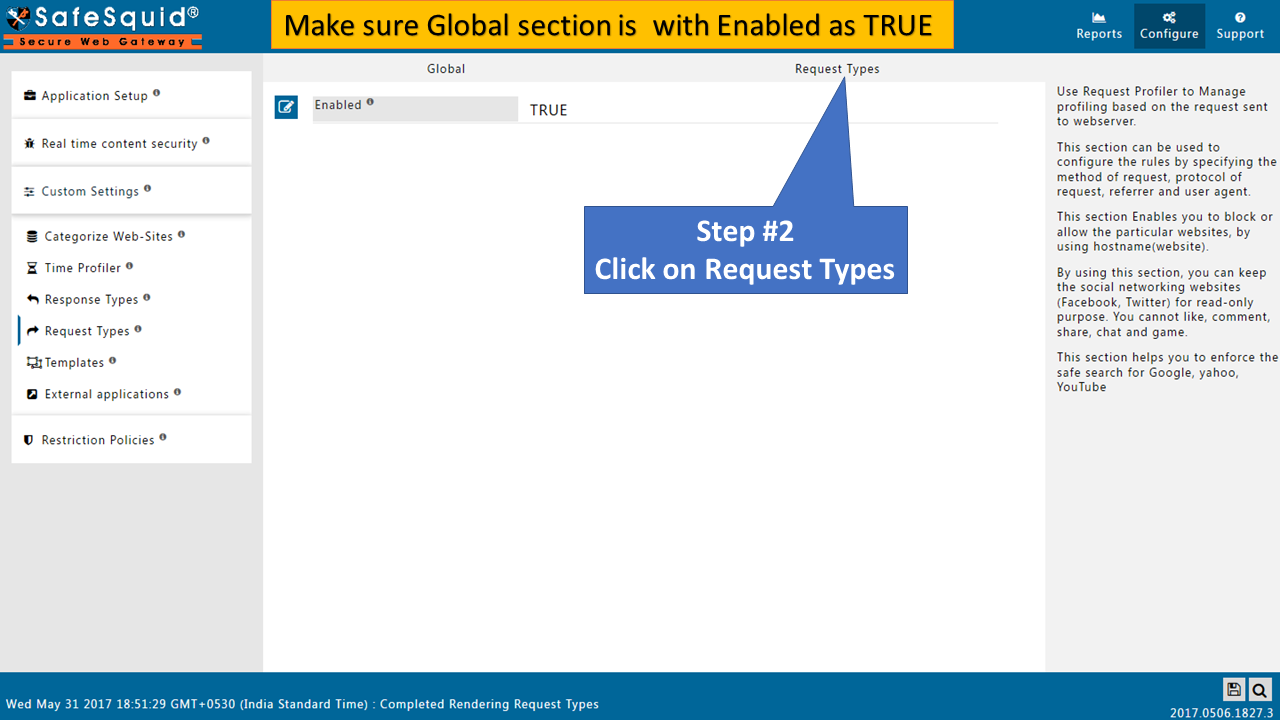 SafeSquid®
Secure Web Gateway
Make sure Global section is with Enabled as TRUE
Reports
Configure
Support
Application Setup
Real time content security
Custom Settings
Categorize Web-Sites
Time Profiler
Response Types
Request Types
Templates
External applications
Restriction Policies
Global
Request Types
Enabled
TRUE
Step #2
Click on Request Types
Use Request Profiler to Manage
profiling based on the request sent
to webserver.
This section can be used to
configure the rules by specifying the
method of request, protocol of
request, referrer and user agent.
This section Enables you to block or
allow the particular websites, by
using hostname(website).
By using this section, you can keep
the social networking websites
(Facebook, Twitter) for read-only
purpose. You cannot like, comment,
share, chat and game.
This section helps you to enforce the
safe search for Google, yahoo,
YouTube
Wed May 31 2017 18:51:29 GMT+0530 (India Standard Time) : Completed Rendering Request Types
2017.0506.1827.3